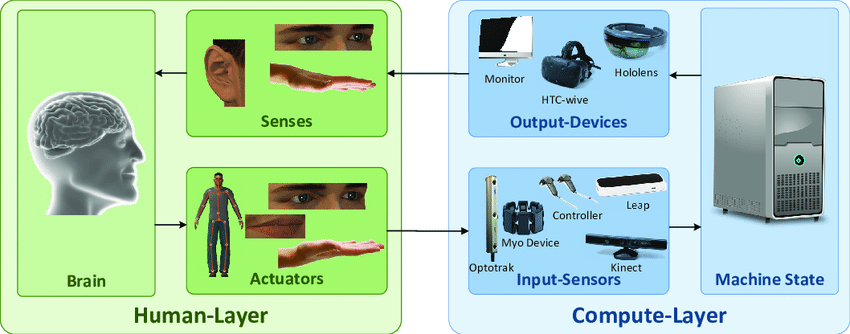 Monitor
HTC-wive
Hololens
Senses
Output-Devices
Controller
Leap
Myo Device
Optotrak
Kinect
Brain
Actuators
Input-Sensors
Machine State
Human-Layer
Compute-Layer